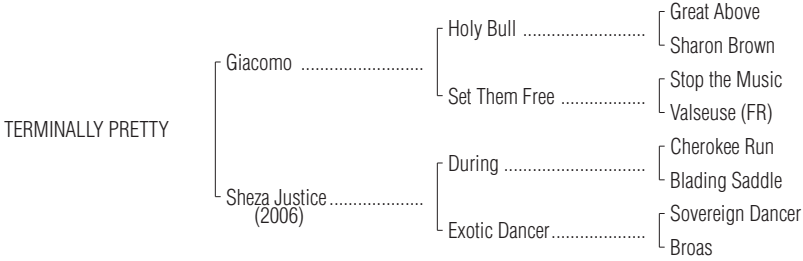 Great Above
Holy Bull ..........................
Sharon Brown
Giacomo ..........................
Stop the Music
Set Them Free ..................
Valseuse (FR)
TERMINALLY PRETTY
Cherokee Run
During ..............................
Blading Saddle
Sheza Justice....................
(2006)
Sovereign Dancer
Exotic Dancer....................
Broas